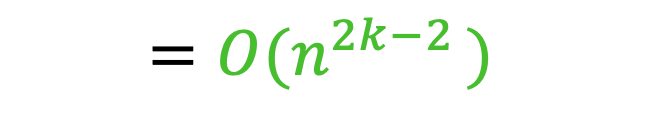 = O(n^{2k-2})